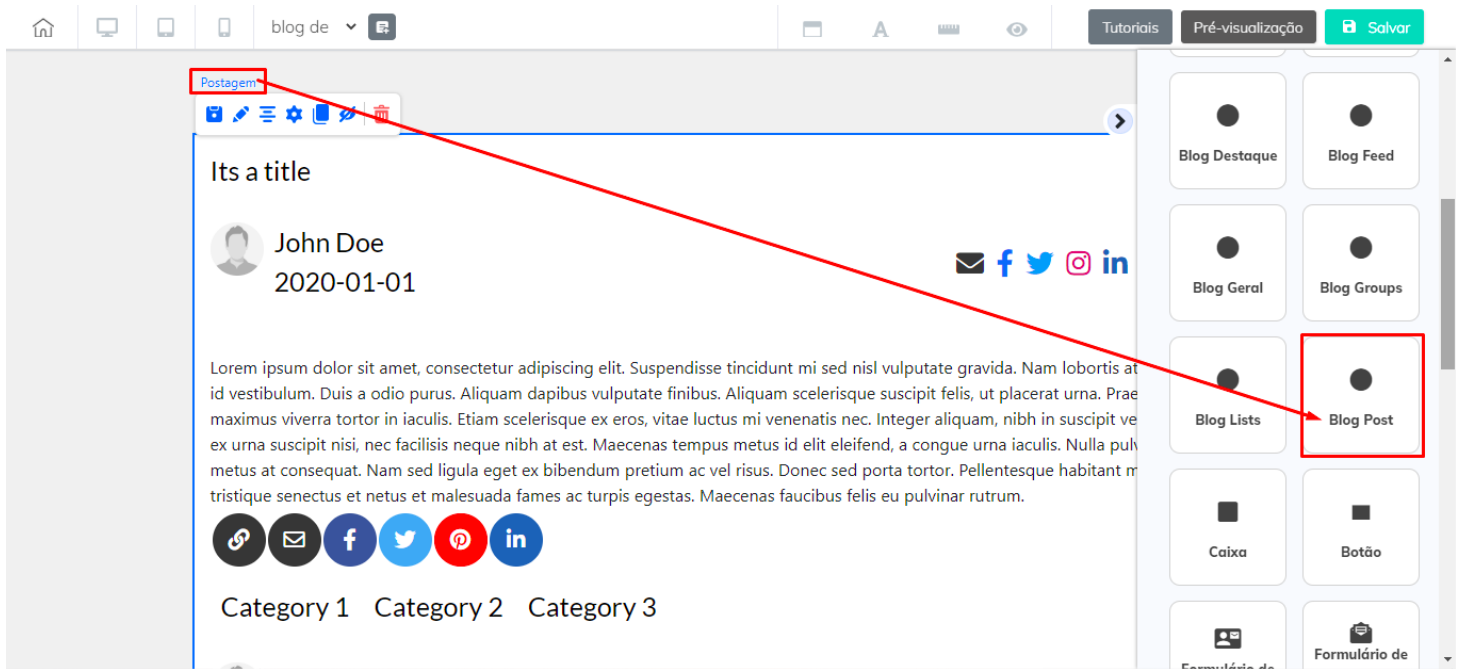 blog de
Tutoriais
Pré-visualização
Salvar
Postagem
Its a title
John Doe
2020-01-01
Lorem ipsum dolor sit amet, consectetur adipiscing elit. Suspendisse tincidunt mi sed nisl vulputate gravida. Nam lobortis at
id vestibulum. Duis a odio purus. Aliquam dapibus vulputate finibus. Aliquam scelerisque suscipit felis, ut placerat urna. Prae
maximus viverra tortor in iaculis. Etiam scelerisque ex eros, vitae luctus mi venenatis nec. Integer aliquam, nibh in suscipit ve
ex urna suscipit nisi, nec facilisis neque nibh at est. Maecenas tempus metus id elit eleifend, a congue urna iaculis. Nulla pulv
metus at consequat. Nam sed ligula eget ex bibendum pretium ac vel risus. Donec sed porta tortor. Pellentesque habitant m
tristique senectus et netus et malesuada fames ac turpis egestas. Maecenas faucibus felis eu pulvinar rutrum.
Category 1 Category 2 Category 3
Blog Destaque
Blog Feed
Blog Geral
Blog Groups
Blog Lists
Blog Post
Caixa
Botão
Formulário de
Formulário de